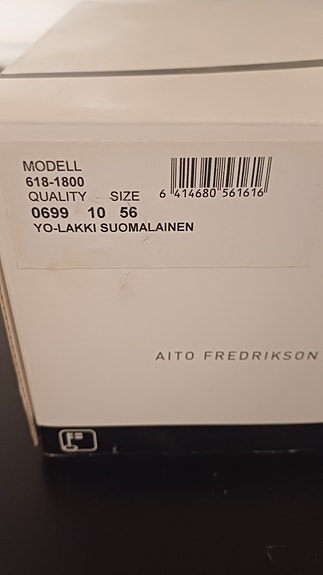 MODELL
618-1800
QUALITY SIZE
0699 10 56
YO-LAKKI SUOMALAINEN
6 414680 561616
AITO FREDRIKSON